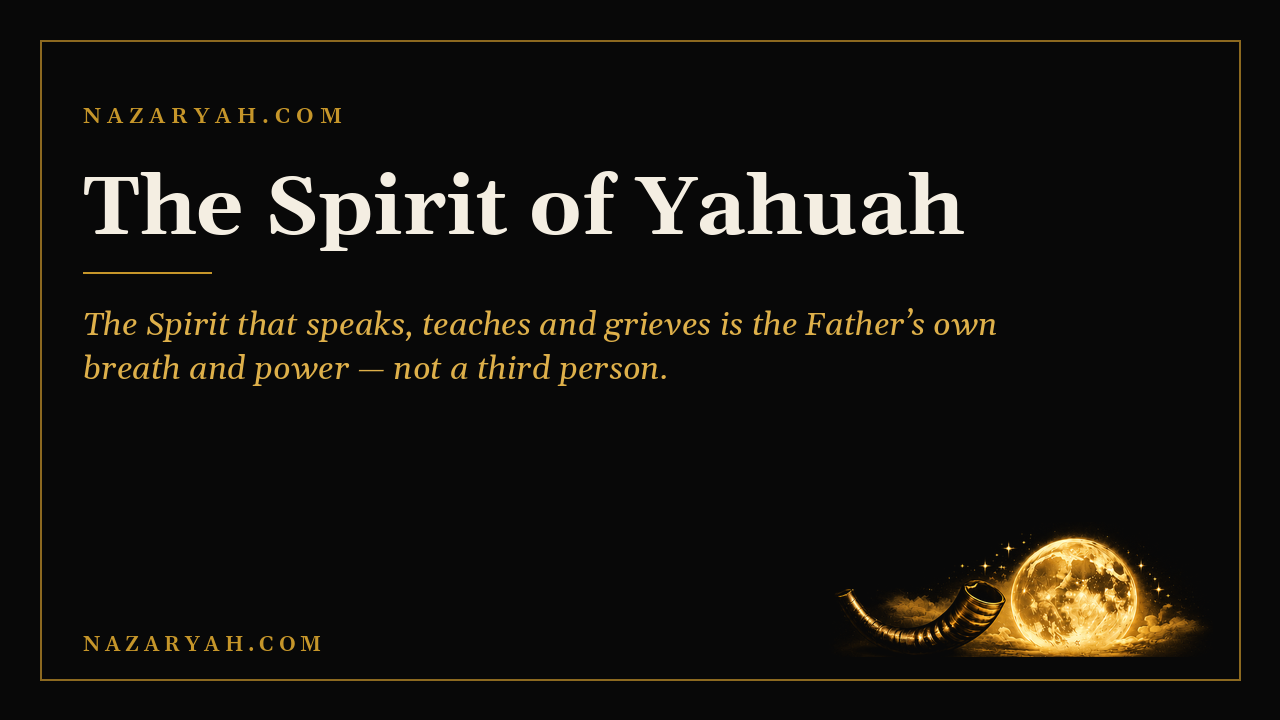 NAZARYAH.COM
The Spirit of Yahuah
The Spirit that speaks, teaches and grieves is the Father’s own
breath and power — not a third person.
NAZARYAH.COM